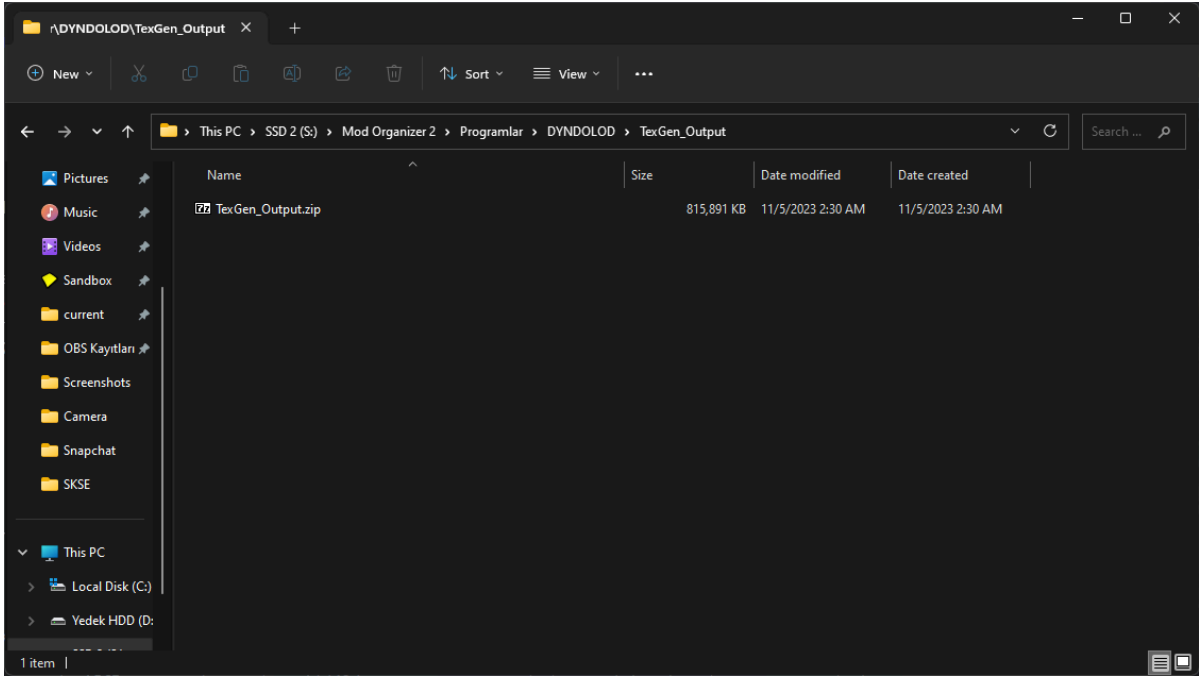 r\DYNDOLOD\TexGen_Output
New
Sort
View
This PC > SSD 2 (S:) > Mod Organizer 2 > Programlar > DYNDOLOD > TexGen_Output
Search ...
Name Size Date modified Date created
TexGen_Output.zip 815,891 KB 11/5/2023 2:30 AM 11/5/2023 2:30 AM
Pictures
Music
Videos
Sandbox
current
OBS Kayıtları
Screenshots
Camera
Snapchat
SKSE
This PC
Local Disk (C:)
Yedek HDD (D:
1 item